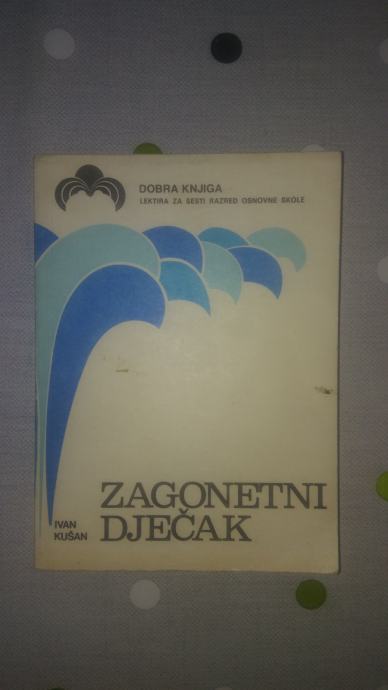 DOBRA KNJIGA
LEKTIRA ZA ŠESTI RAZRED OSNOVNE ŠKOLE
ZAGONETNI
DJEČAK
IVAN
KUŠAN